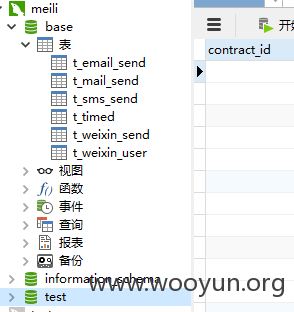 meili
base
表
t_email_send
t_mail_send
t_sms_send
t_timed
t_weixin_send
t_weixin_user
视图
函数
事件
查询
报表
备份
information_schema
test
contract_id
www.wooyun.org